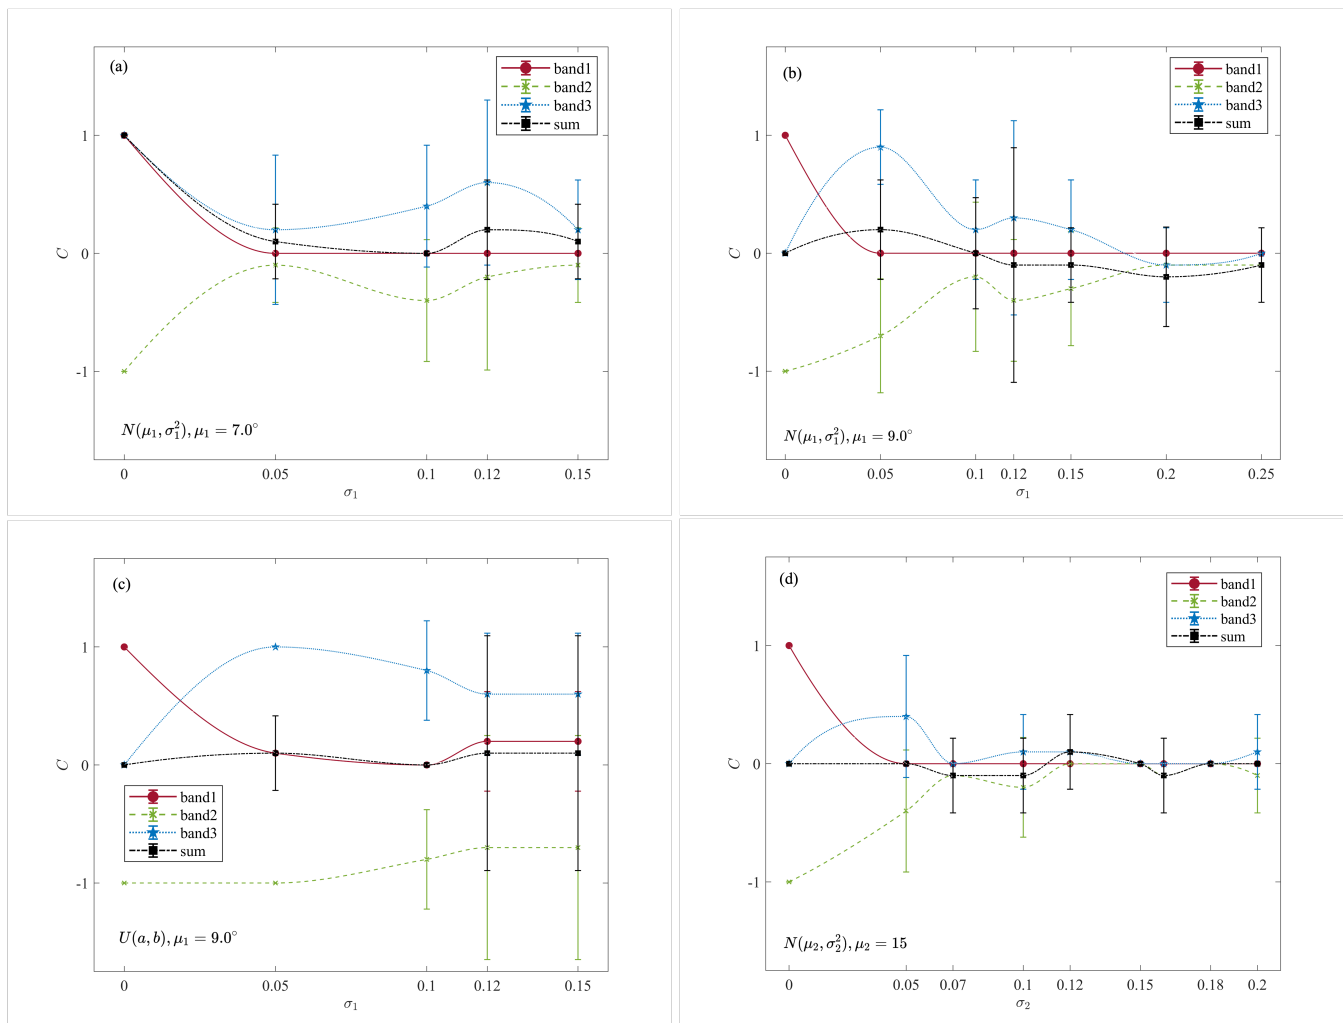 (a)
band1
band2
band3
sum
1
0
-1
C
N(μ₁, σ₁²), μ₁ = 7.0°
0 0.05 0.1 0.12 0.15
σ₁
(b)
band1
band2
band3
sum
1
0
-1
C
N(μ₁, σ₁²), μ₁ = 9.0°
0 0.05 0.1 0.12 0.15 0.2 0.25
σ₁
(c)
1
0
-1
C
band1
band2
band3
sum
U(a, b), μ₁ = 9.0°
0 0.05 0.1 0.12 0.15
σ₁
(d)
band1
band2
band3
sum
1
0
-1
C
N(μ₂, σ₂²), μ₂ = 15
0 0.05 0.07 0.1 0.12 0.15 0.18 0.2
σ₂